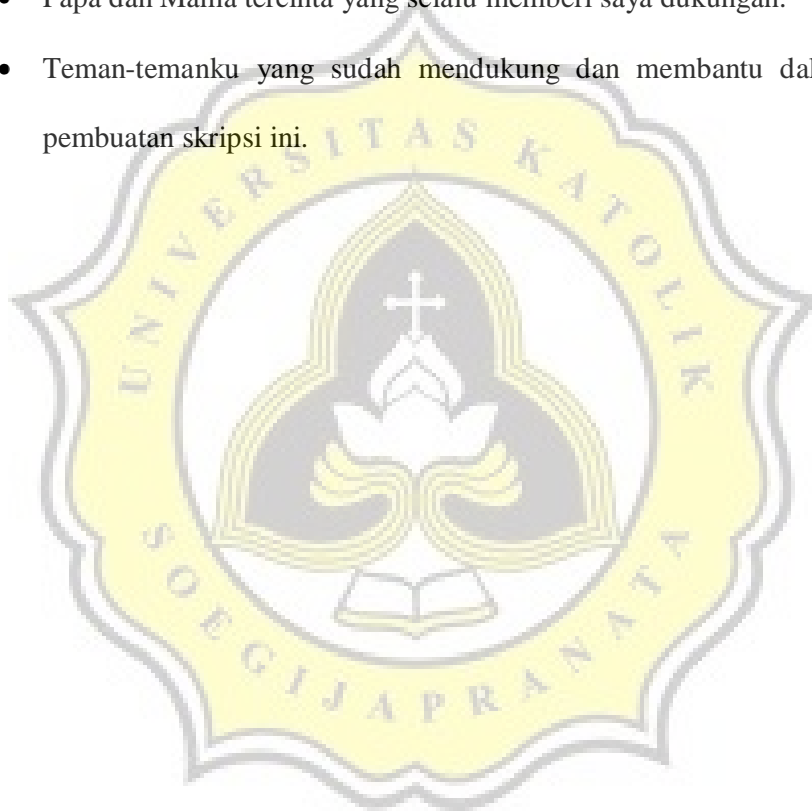 • Papa dan Mama tercinta yang selalu memberi saya dukungan.
• Teman-temanku yang sudah mendukung dan membantu
pembuatan skripsi ini.
UNIVERSITAS KATOLIK
SOEGIJAPRANATA